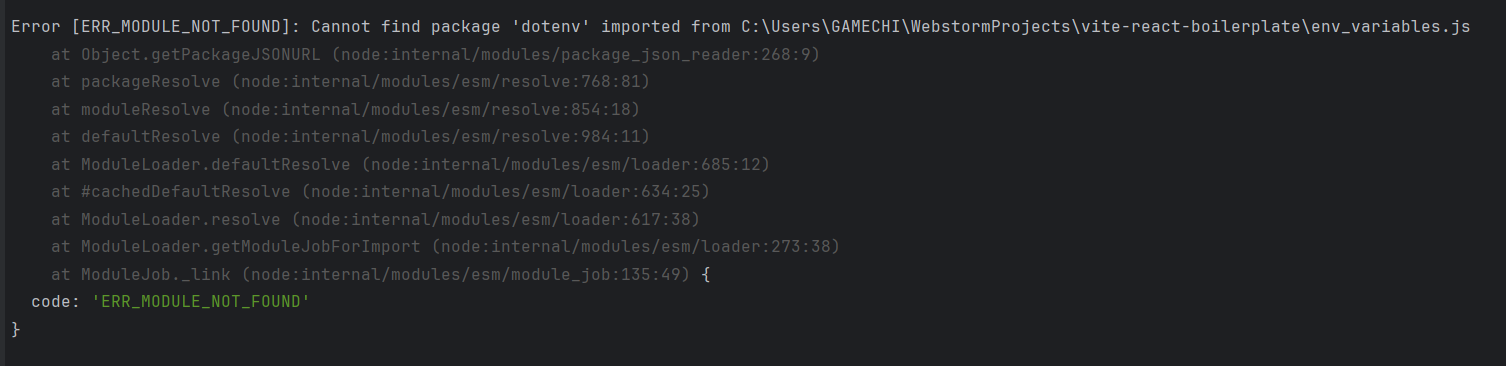 Error [ERR_MODULE_NOT_FOUND]: Cannot find package 'dotenv' imported from C:\Users\GAMECHI\WebstormProjects\vite-react-boilerplate\env_variables.js
    at Object.getPackageJSONURL (node:internal/modules/package_json_reader:268:9)
    at packageResolve (node:internal/modules/esm/resolve:768:81)
    at moduleResolve (node:internal/modules/esm/resolve:854:18)
    at defaultResolve (node:internal/modules/esm/resolve:984:11)
    at ModuleLoader.defaultResolve (node:internal/modules/esm/loader:685:12)
    at #cachedDefaultResolve (node:internal/modules/esm/loader:634:25)
    at ModuleLoader.resolve (node:internal/modules/esm/loader:617:38)
    at ModuleLoader.getModuleJobForImport (node:internal/modules/esm/loader:273:38)
    at ModuleJob._link (node:internal/modules/esm/module_job:135:49) {
  code: 'ERR_MODULE_NOT_FOUND'
}